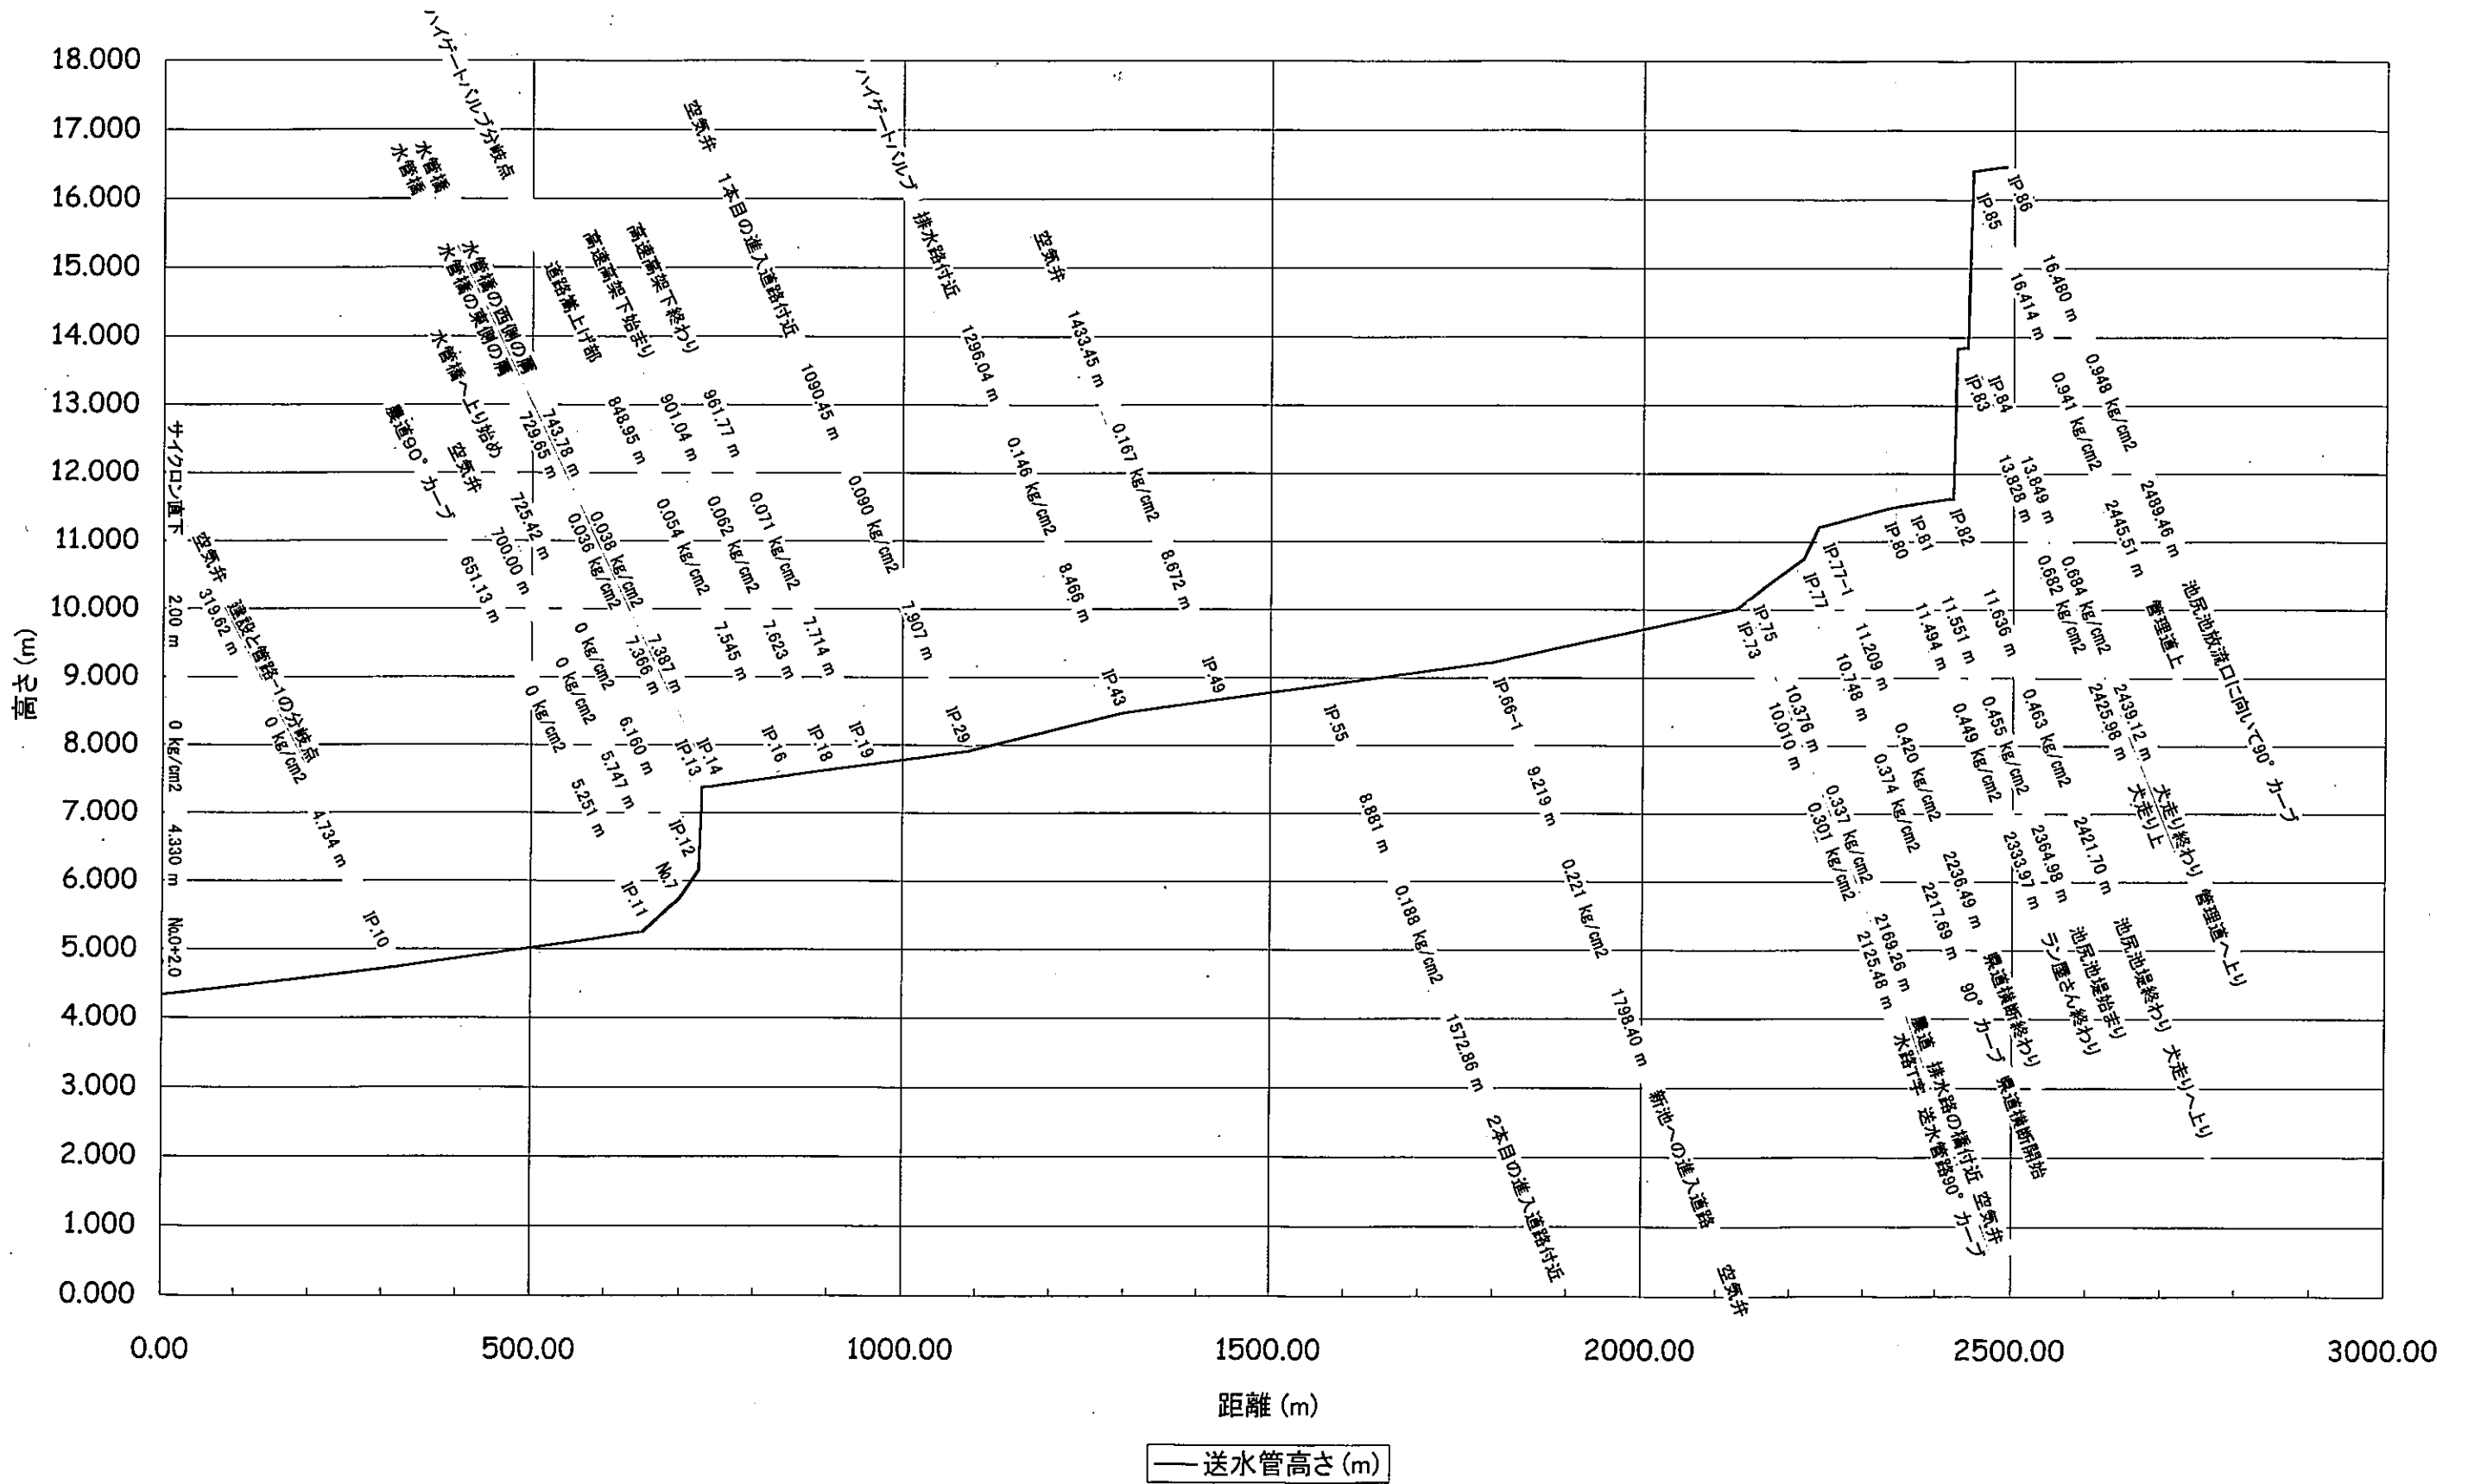 18.000
17.000
16.000
15.000
14.000
13.000
12.000
11.000
10.000
9.000
8.000
7.000
6.000
5.000
4.000
3.000
2.000
1.000
0.000
高さ(m)
サイクロン直下 2.00 m 0 kg/cm2 4.330 m No.0+2.0
空気弁 建設と管路-1の分岐点
319.62 m 0 kg/cm2 4.734 m IP.10
農道90° カーブ 651.13 m 0 kg/cm2 5.251 m IP.11
空気弁 700.00 m 0 kg/cm2 5.747 m No.7
水管橋へ上り始め 725.42 m 0 kg/cm2 6.160 m IP.12
水管橋 水管橋の東側の肩 729.65 m 0.036 kg/cm2 7.366 m IP.13
水管橋 水管橋の西側の肩 743.78 m 0.038 kg/cm2 7.387 m IP.14
ハイゲートバルブ分岐点 道路嵩上げ部 848.95 m 0.054 kg/cm2 7.545 m IP.16
高速高架下始まり 901.04 m 0.062 kg/cm2 7.623 m IP.18
高速高架下終わり 961.77 m 0.071 kg/cm2 7.714 m IP.19
空気弁 1本目の進入道路付近 1090.45 m 0.090 kg/cm2 7.907 m IP.29
ハイゲートバルブ 排水路付近 1296.04 m 0.146 kg/cm2 8.466 m IP.43
空気弁 1433.45 m 0.167 kg/cm2 8.672 m IP.49
IP.55 8.881 m 0.188 kg/cm2 1572.86 m 2本目の進入道路付近
IP.66-1 9.219 m 0.221 kg/cm2 1798.40 m 新池への進入道路 空気弁
IP.73 10.010 m 0.301 kg/cm2 2125.48 m 水路T字 送水管路90° カーブ
IP.75 10.376 m 0.337 kg/cm2 2169.26 m 農道 排水路の橋付近 空気弁
IP.77 10.748 m 0.374 kg/cm2 2217.69 m 90° カーブ 県道横断開始
IP.77-1 11.209 m 0.420 kg/cm2 2236.49 m 県道横断終わり
IP.80 11.494 m 0.449 kg/cm2 2333.97 m ラン屋さん終わり
IP.81 11.551 m 0.455 kg/cm2 2364.98 m 池尻池堤始まり
IP.82 11.636 m 0.463 kg/cm2 2421.70 m 池尻池堤終わり 犬走りへ上り
IP.83 13.828 m 0.682 kg/cm2 2425.98 m 犬走り上
IP.84 13.849 m 0.684 kg/cm2 2439.12 m 犬走り終わり 管理道へ上り
IP.85 16.414 m 0.941 kg/cm2 2445.51 m 管理道上
IP.86 16.480 m 0.948 kg/cm2 2489.46 m 池尻池放流口に向いて90° カーブ
0.00 500.00 1000.00 1500.00 2000.00 2500.00 3000.00
距離(m)
送水管高さ(m)